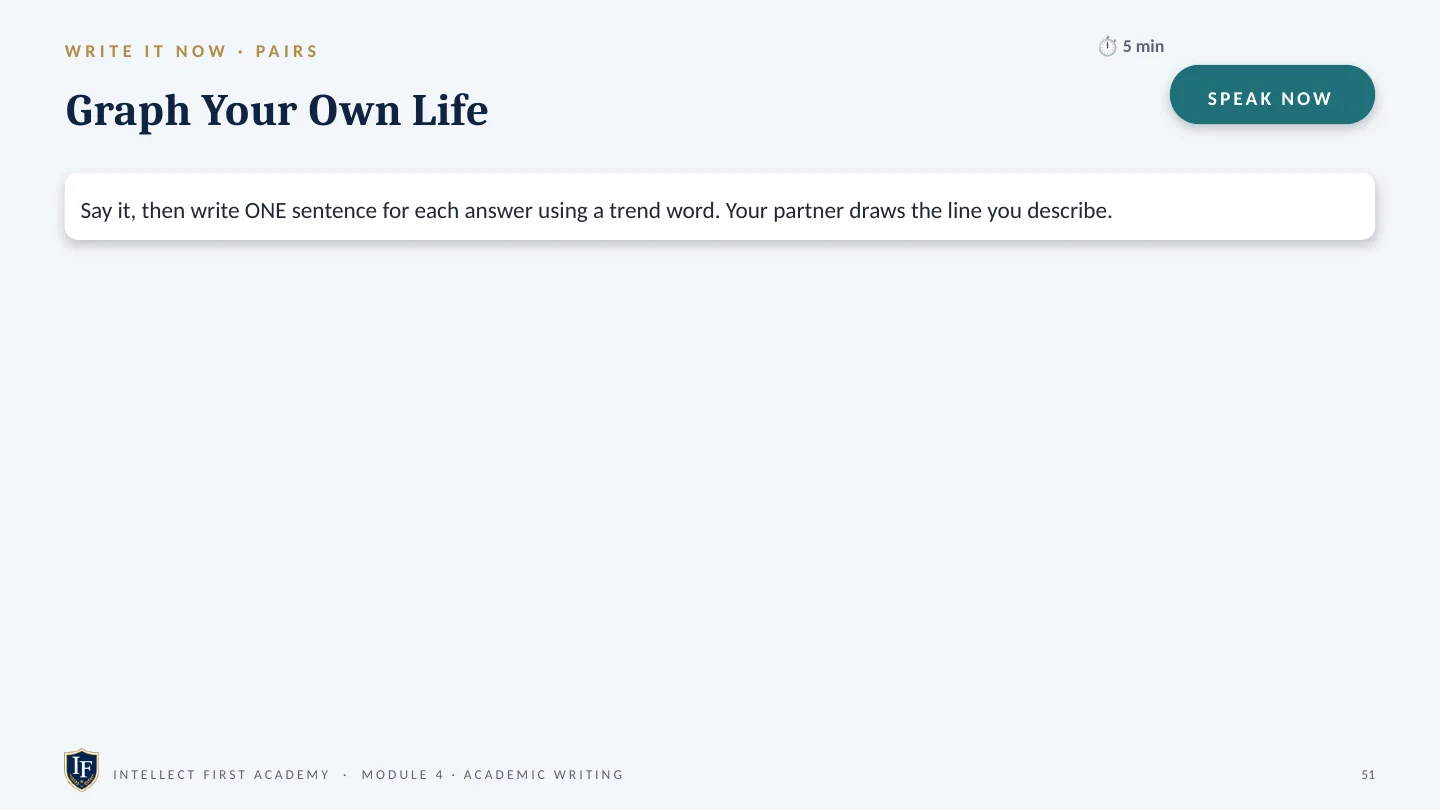 WRITE IT NOW · PAIRS
⏱ 5 min
Graph Your Own Life
SPEAK NOW
Say it, then write ONE sentence for each answer using a trend word. Your partner draws the line you describe.
IF
INTELLECT FIRST ACADEMY · MODULE 4 · ACADEMIC WRITING
51